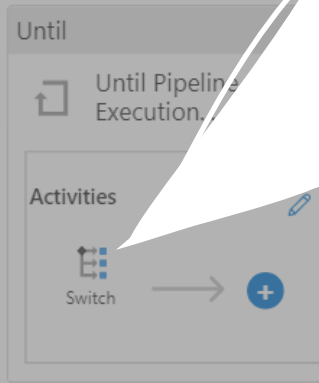 Until
Until Pipeline
Execution...
Activities
Switch